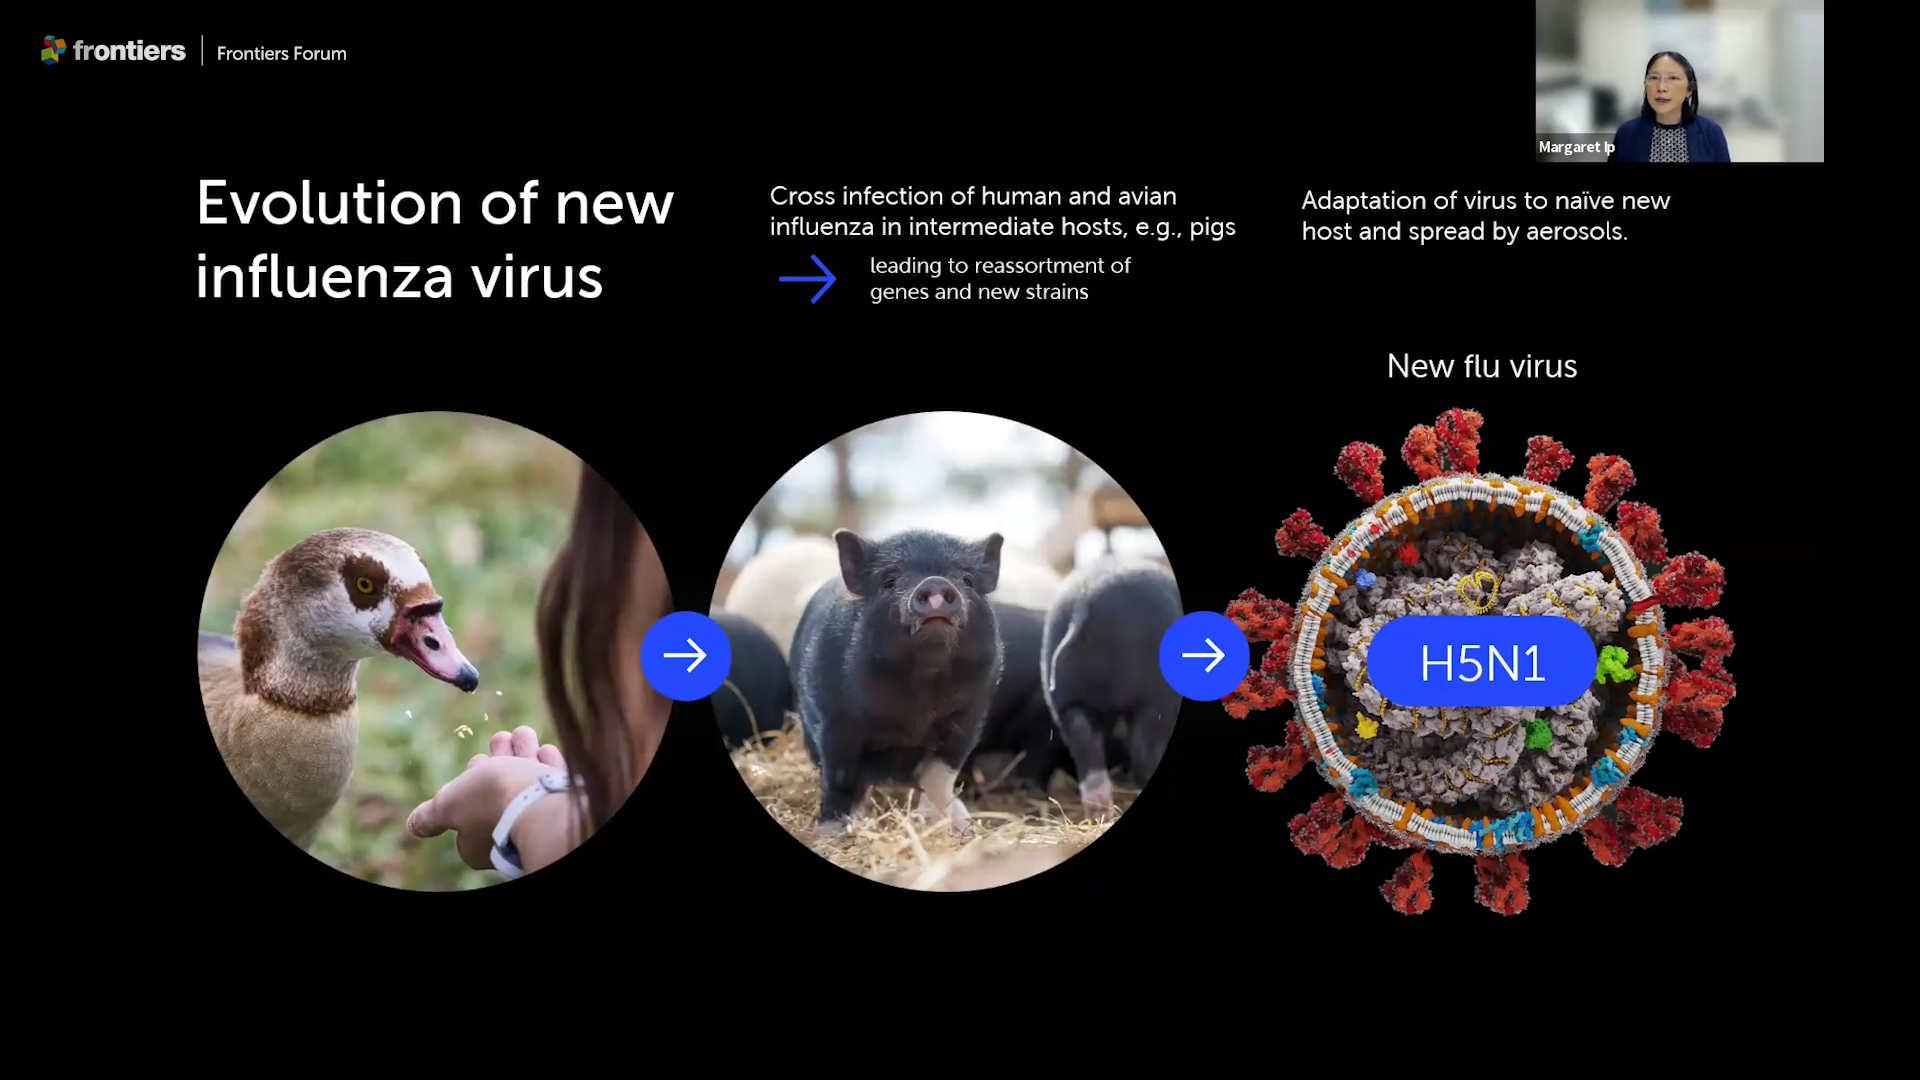 frontiers
Frontiers Forum
Margaret Ip
Evolution of new
influenza virus
Cross infection of human and avian
influenza in intermediate hosts, e.g., pigs
leading to reassortment of
genes and new strains
Adaptation of virus to naïve new
host and spread by aerosols.
New flu virus
H5N1